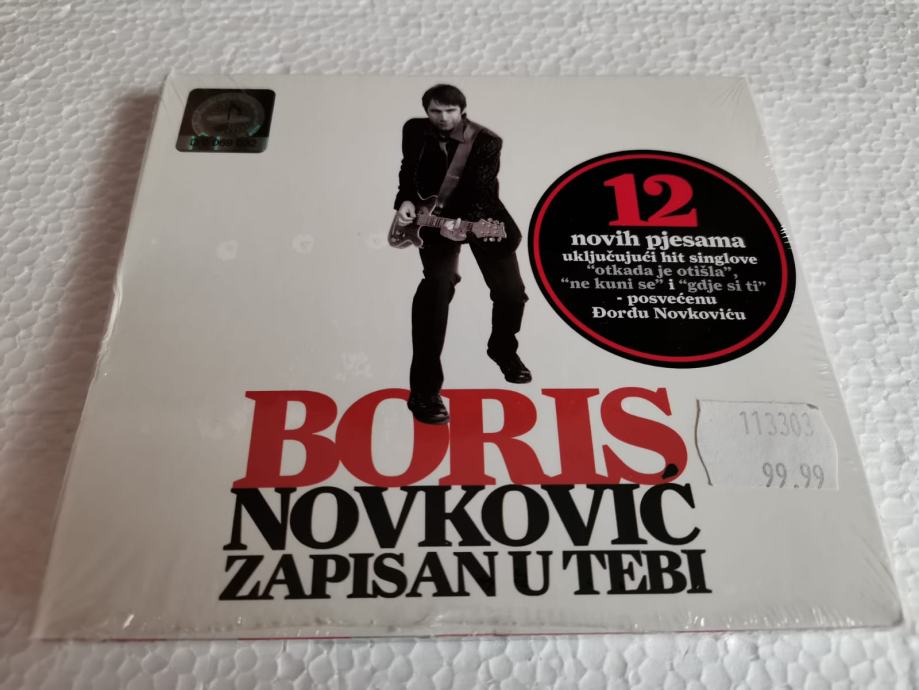 12
novih pjesama
uključujući hit singlove
"otkada je otišla",
"ne kuni se" i "gdje si ti"
- posvećenu
Đorđu Novkoviću
BORIS
NOVKOVIĆ
ZAPISAN U TEBI
113303
99.99